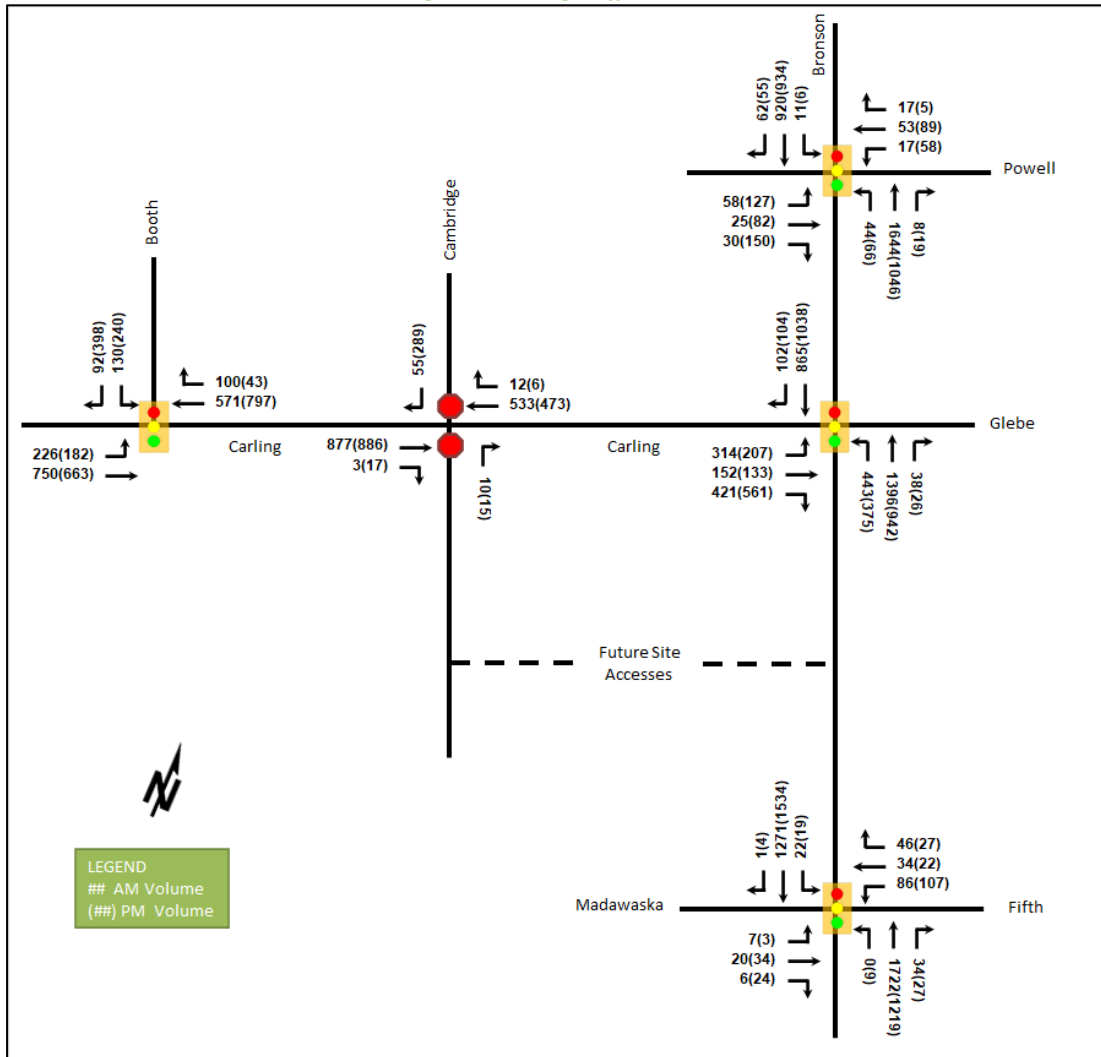 Bronson
62(55)
920(934)
11(6)
17(5)
53(89)
17(58)
Powell
58(127)
25(82)
30(150)
44(66)
1644(1046)
8(19)
Booth
Cambridge
92(398)
130(240)
100(43)
571(797)
226(182)
750(663)
Carling
55(289)
12(6)
533(473)
877(886)
3(17)
10(15)
Carling
102(104)
865(1038)
Glebe
314(207)
152(133)
421(561)
443(375)
1396(942)
38(26)
Future Site
Accesses
N
LEGEND
## AM Volume
(##) PM Volume
1(4)
1271(1534)
22(19)
46(27)
34(22)
86(107)
Madawaska
Fifth
7(3)
20(34)
6(24)
0(9)
1722(1219)
34(27)